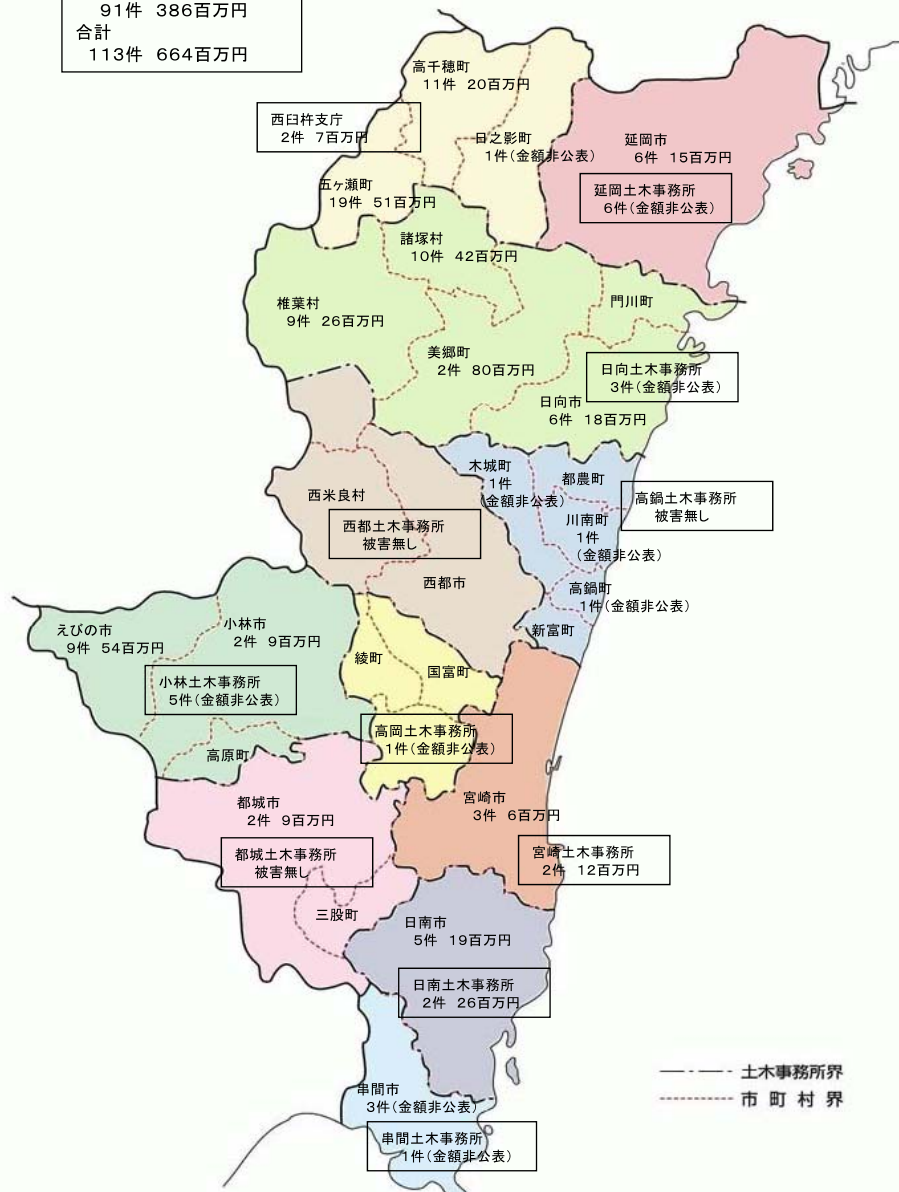 91件 386百万円
合計
113件 664百万円
高千穂町
11件 20百万円
西臼杵支庁
2件 7百万円
日之影町
1件(金額非公表)
延岡市
6件 15百万円
延岡土木事務所
6件(金額非公表)
五ヶ瀬町
19件 51百万円
諸塚村
10件 42百万円
椎葉村
9件 26百万円
門川町
美郷町
2件 80百万円
日向土木事務所
3件(金額非公表)
日向市
6件 18百万円
木城町
1件
(金額非公表)
都農町
高鍋土木事務所
被害無し
西米良村
西都土木事務所
被害無し
川南町
1件
(金額非公表)
西都市
高鍋町
1件(金額非公表)
新富町
えびの市
9件 54百万円
小林市
2件 9百万円
小林土木事務所
5件(金額非公表)
綾町
国富町
高岡土木事務所
1件(金額非公表)
高原町
都城市
2件 9百万円
宮崎市
3件 6百万円
都城土木事務所
被害無し
宮崎土木事務所
2件 12百万円
三股町
日南市
5件 19百万円
日南土木事務所
2件 26百万円
串間市
3件(金額非公表)
串間土木事務所
1件(金額非公表)
土木事務所界
市町村界